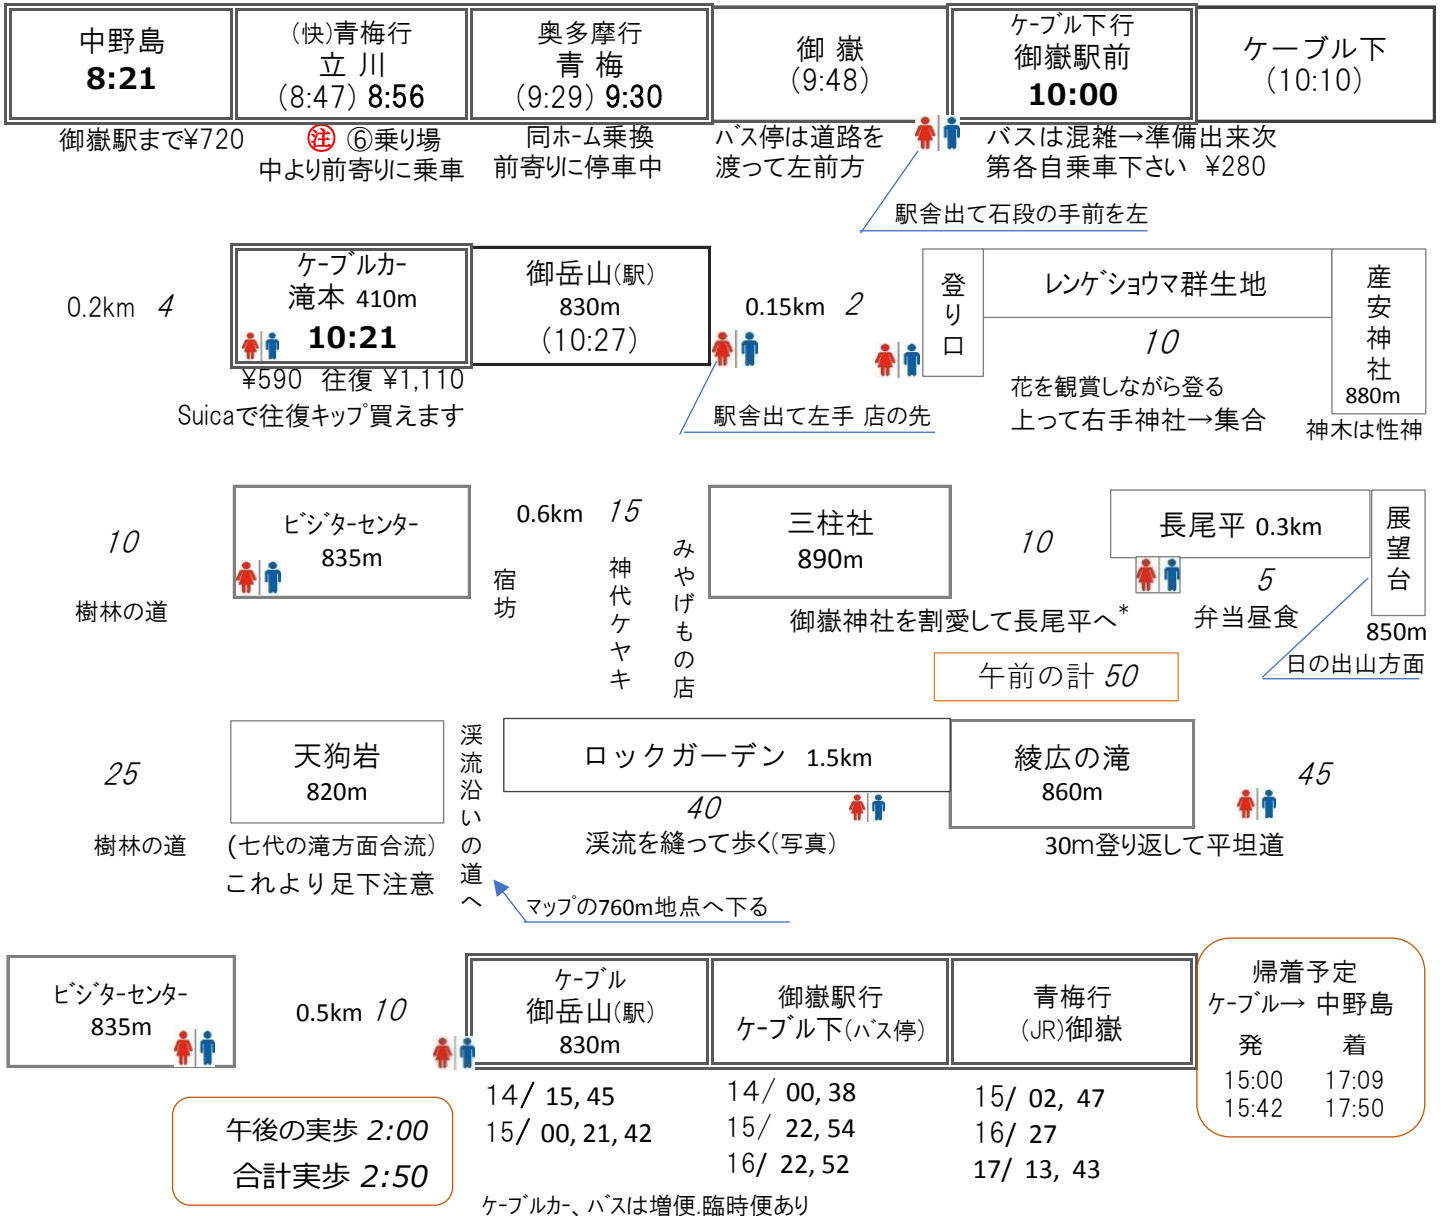 中野島
8:21
(快)青梅行
立 川
(8:47) 8:56
奥多摩行
青 梅
(9:29) 9:30
御 嶽
(9:48)
ケーブル下行
御嶽駅前
10:00
ケーブル下
(10:10)
御嶽駅まで¥720
注 ⑥乗り場
中より前寄りに乗車
同ホーム乗換
前寄りに停車中
バス停は道路を
渡って左前方
バスは混雑→準備出来次
第各自乗車下さい ¥280
駅舎出て石段の手前を左
0.2km 4
ケーブルカー
滝本 410m
10:21
¥590 往復 ¥1,110
Suicaで往復キップ買えます
御岳山(駅)
830m
(10:27)
0.15km 2
駅舎出て左手 店の先
登り口
レンゲショウマ群生地
10
花を観賞しながら登る
上って右手神社→集合
産安神社
880m
神木は性神
10
樹林の道
ビジターセンター
835m
0.6km 15
宿坊
神代ケヤキ
みやげもの店
三柱社
890m
10
御嶽神社を割愛して長尾平へ*
長尾平 0.3km
5
弁当昼食
展望台
850m
日の出山方面
午前の計 50
25
樹林の道
天狗岩
820m
(七代の滝方面合流)
これより足下注意
渓流沿いの道へ
ロックガーデン 1.5km
40
渓流を縫って歩く(写真)
マップの760m地点へ下る
綾広の滝
860m
45
30m登り返して平坦道
ビジターセンター
835m
0.5km 10
ケーブル
御岳山(駅)
830m
御嶽駅行
ケーブル下(バス停)
青梅行
(JR)御嶽
帰着予定
ケーブル→ 中野島
発 着
15:00 17:09
15:42 17:50
14/ 15, 45
15/ 00, 21, 42
14/ 00, 38
15/ 22, 54
16/ 22, 52
15/ 02, 47
16/ 27
17/ 13, 43
午後の実歩 2:00
合計実歩 2:50
ケーブルカー、バスは増便.臨時便あり